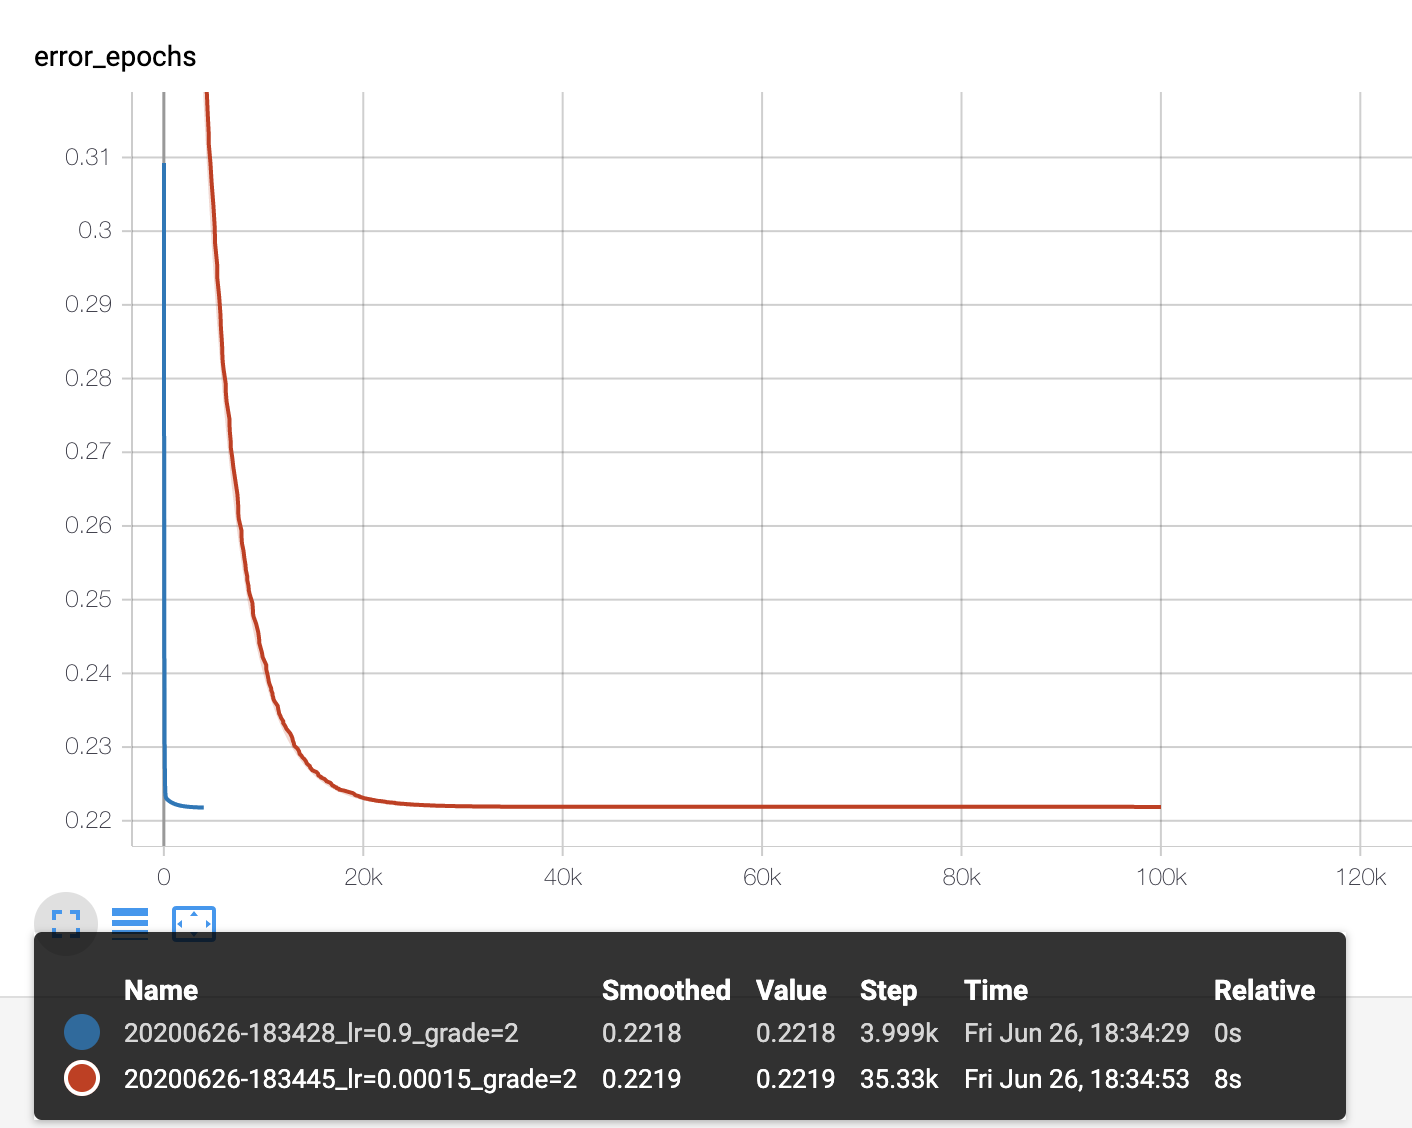 error_epochs
0.31
0.3
0.29
0.28
0.27
0.26
0.25
0.24
0.23
0.22
0 20k 40k 60k 80k 100k 120k
Name Smoothed Value Step Time Relative
20200626-183428_lr=0.9_grade=2 0.2218 0.2218 3.999k Fri Jun 26, 18:34:29 0s
20200626-183445_lr=0.00015_grade=2 0.2219 0.2219 35.33k Fri Jun 26, 18:34:53 8s